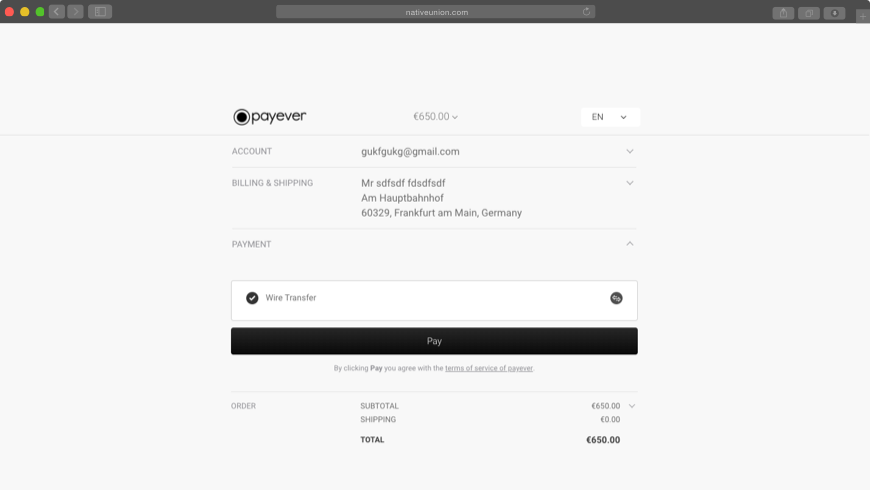 nativeunion.com
payever
€650.00
EN
ACCOUNT
gukfgukg@gmail.com
BILLING & SHIPPING
Mr sdfsdf fdsdfsdf
Am Hauptbahnhof
60329, Frankfurt am Main, Germany
PAYMENT
Wire Transfer
Pay
By clicking Pay you agree with the terms of service of payever.
ORDER
SUBTOTAL €650.00
SHIPPING €0.00
TOTAL €650.00